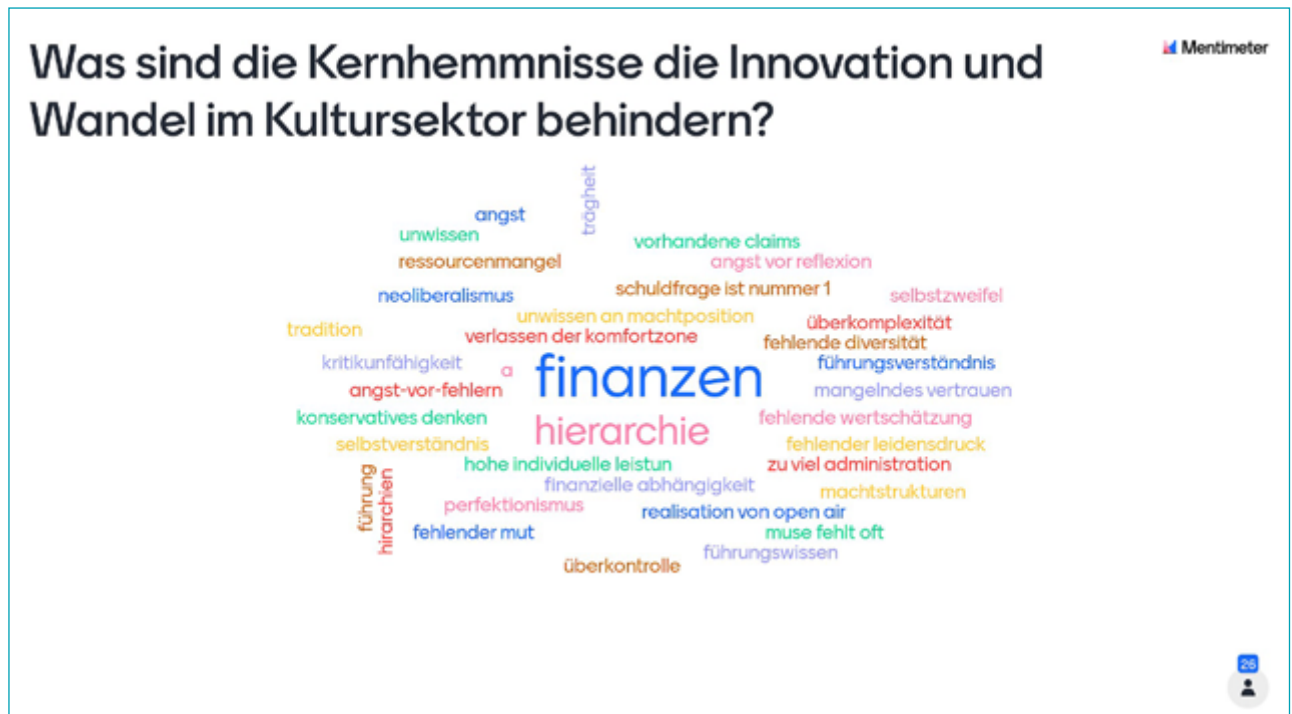 Was sind die Kernhemmnisse die Innovation und
Wandel im Kultursektor behindern?
Mentimeter
trägheit
angst
unwissen
vorhandene claims
ressourcenmangel
angst vor reflexion
schuldfrage ist nummer 1
neoliberalismus
selbstzweifel
unwissen an machtposition
überkomplexität
tradition
verlassen der komfortzone
fehlende diversität
kritikunfähigkeit
a
finanzen
führungsverständnis
angst-vor-fehlern
mangelndes vertrauen
konservatives denken
hierarchie
fehlende wertschätzung
selbstverständnis
fehlender leidensdruck
hohe individuelle leistun
zu viel administration
führung
hirarchien
finanzielle abhängigkeit
machtstrukturen
perfektionismus
realisation von open air
fehlender mut
muse fehlt oft
führungswissen
überkontrolle
26